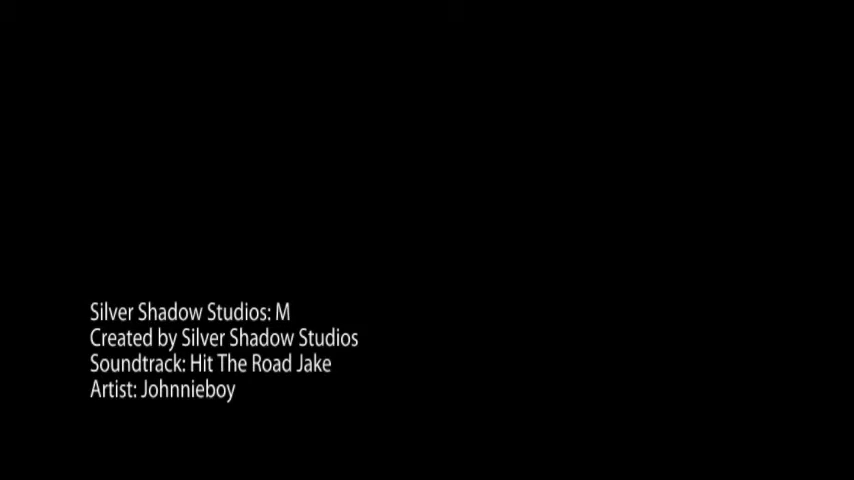 Silver Shadow Studios: M
Created by Silver Shadow Studios
Soundtrack: Hit The Road Jake
Artist: Johnnieboy